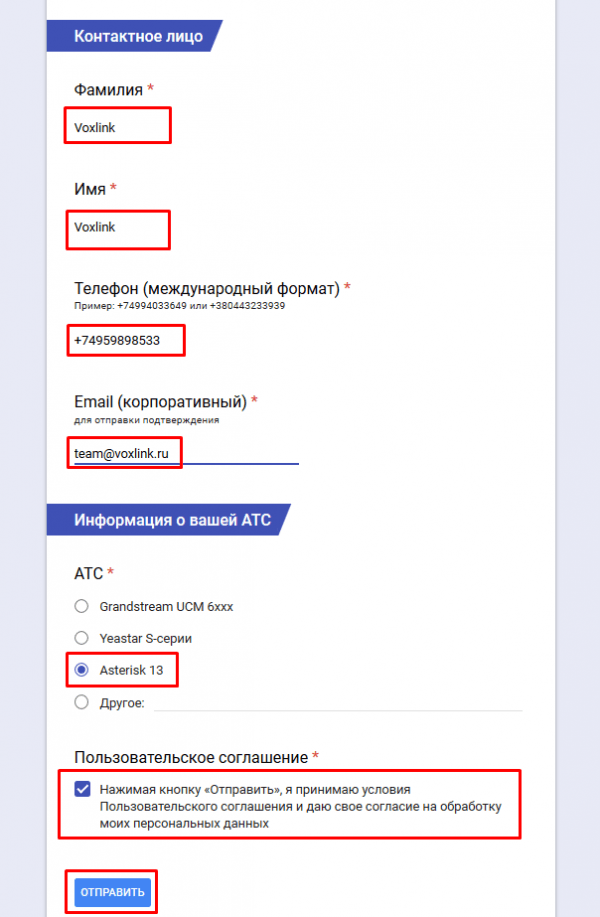 Контактное лицо
Фамилия *
Voxlink
Имя *
Voxlink
Телефон (международный формат) *
Пример: +74994033649 или +380443233939
+74959898533
Email (корпоративный) *
для отправки подтверждения
team@voxlink.ru
Информация о вашей АТС
АТС *
Grandstream UCM 6xxx
Yeastar S-серии
Asterisk 13
Другое:
Пользовательское соглашение *
Нажимая кнопку «Отправить», я принимаю условия
Пользовательского соглашения и даю свое согласие на обработку
моих персональных данных
ОТПРАВИТЬ